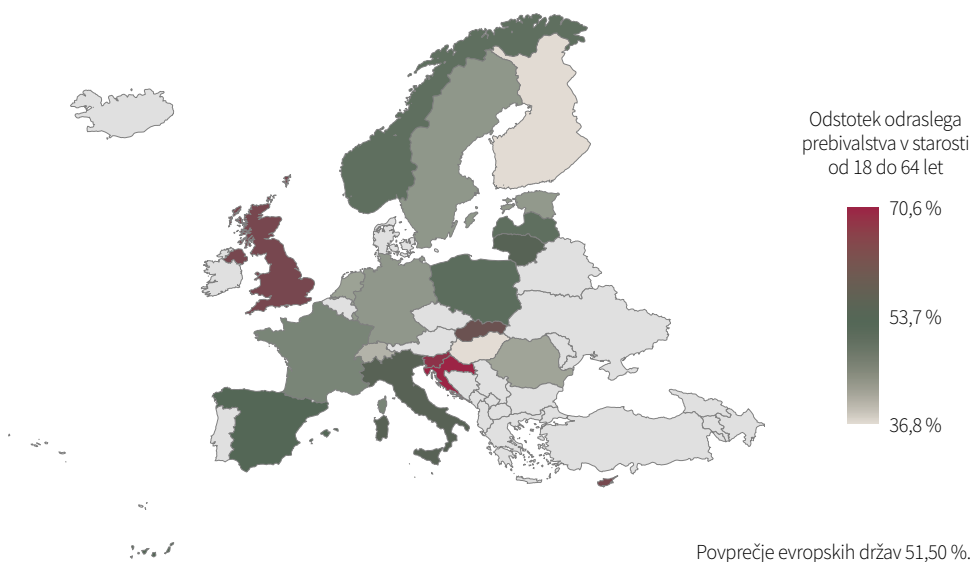 Odstotek odraslega
prebivalstva v starosti
od 18 do 64 let
70,6 %
53,7 %
36,8 %
Povprečje evropskih držav 51,50 %.